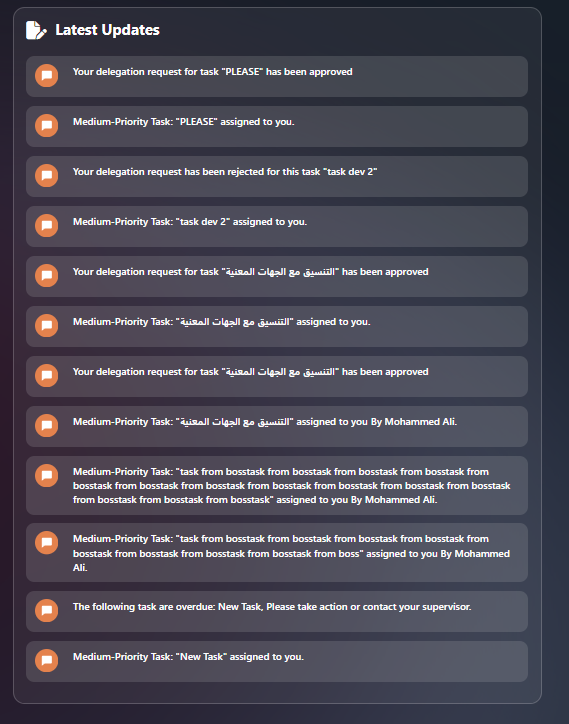 Latest Updates
Your delegation request for task "PLEASE" has been approved
Medium-Priority Task: "PLEASE" assigned to you.
Your delegation request has been rejected for this task "task dev 2"
Medium-Priority Task: "task dev 2" assigned to you.
Your delegation request for task "التنسيق مع الجهات المعنية" has been approved
Medium-Priority Task: "التنسيق مع الجهات المعنية" assigned to you.
Your delegation request for task "التنسيق مع الجهات المعنية" has been approved
Medium-Priority Task: "التنسيق مع الجهات المعنية" assigned to you By Mohammed Ali.
Medium-Priority Task: "task from bosstask from bosstask from bosstask from bosstask from
bosstask from bosstask from bosstask from bosstask from bosstask from bosstask from bosstask
from bosstask from bosstask from bosstask" assigned to you By Mohammed Ali.
Medium-Priority Task: "task from bosstask from bosstask from bosstask from bosstask from
bosstask from bosstask from bosstask from bosstask from boss" assigned to you By Mohammed
Ali.
The following task are overdue: New Task, Please take action or contact your supervisor.
Medium-Priority Task: "New Task" assigned to you.